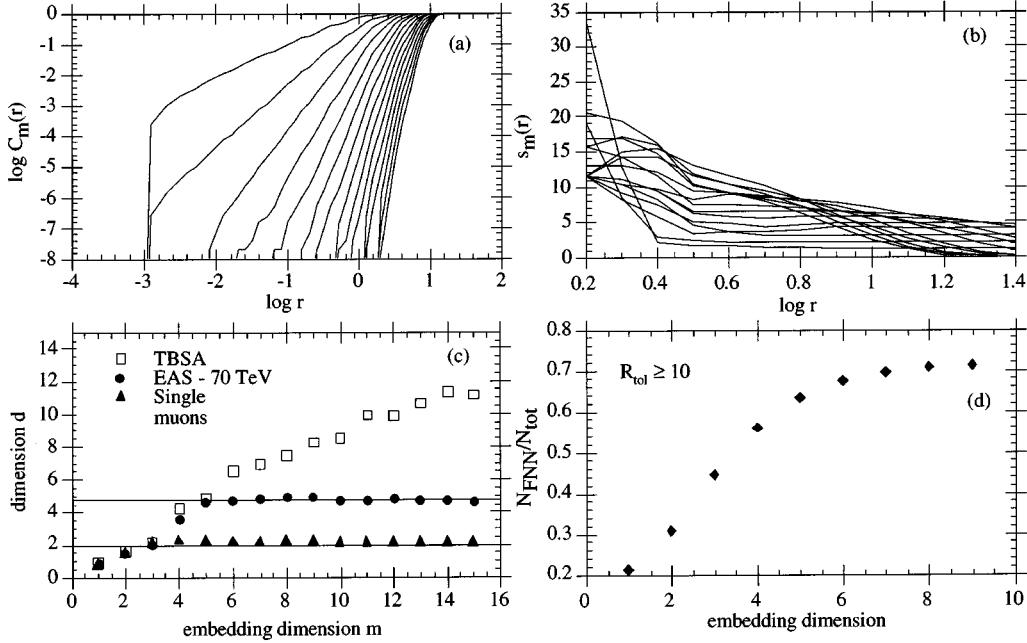 (a)
log C_m(r)
0
-1
-2
-3
-4
-5
-6
-7
-8
-4 -3 -2 -1 0 1 2
log r
(b)
s_m(r)
35
30
25
20
15
10
5
0
0.2 0.4 0.6 0.8 1 1.2 1.4
log r
(c)
TBSA
EAS - 70 TeV
Single
muons
dimension d
14
12
10
8
6
4
2
0
0 2 4 6 8 10 12 14 16
embedding dimension m
(d)
R_tol ≥ 10
N_FNN/N_tot
0.8
0.7
0.6
0.5
0.4
0.3
0.2
0 2 4 6 8 10
embedding dimension